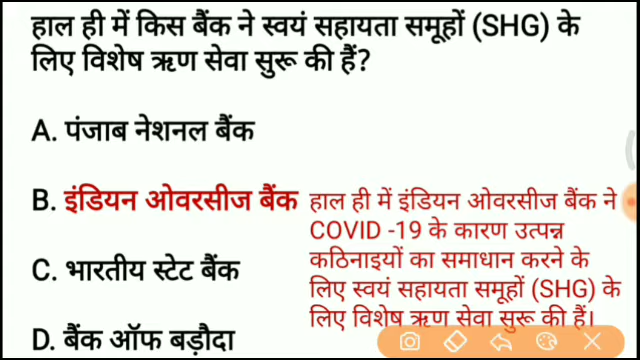 हाल ही में किस बैंक ने स्वयं सहायता समूहों (SHG) के
लिए विशेष ऋण सेवा सुरू की हैं?
A. पंजाब नेशनल बैंक
B. इंडियन ओवरसीज बैंक
हाल ही में इंडियन ओवरसीज बैंक ने
COVID -19 के कारण उत्पन्न
कठिनाइयों का समाधान करने के
लिए स्वयं सहायता समूहों (SHG) के
लिए विशेष ऋण सेवा सुरू की हैं।
C. भारतीय स्टेट बैंक
D. बैंक ऑफ बड़ौदा